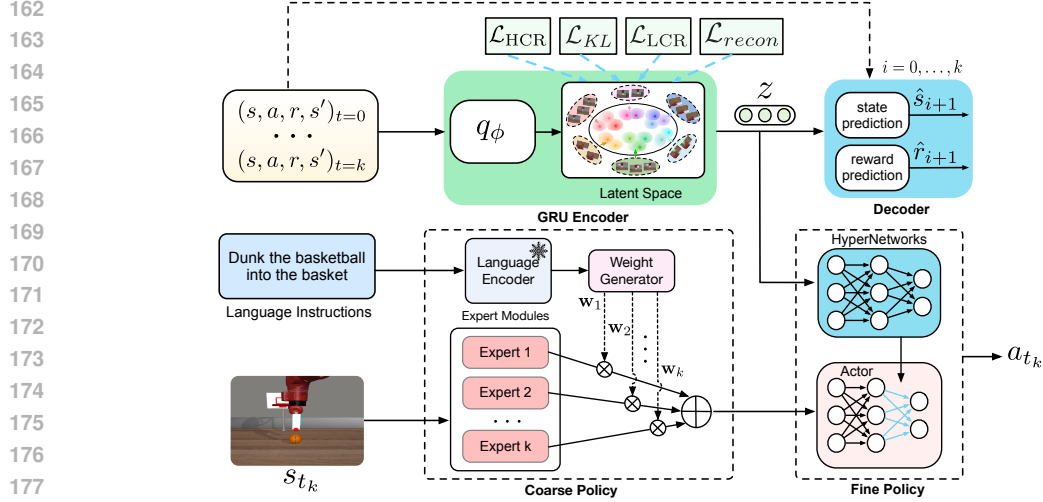 162
163
164
165
166
167
168
169
170
171
172
173
174
175
176
177
ℒ_HCR ℒ_KL ℒ_LCR ℒ_recon
i = 0, . . . , k
(s, a, r, s′)_{t=0}
· · ·
(s, a, r, s′)_{t=k}
q_ϕ
Latent Space
GRU Encoder
z
state
prediction
ŝ_{i+1}
reward
prediction
r̂_{i+1}
Decoder
Dunk the basketball
into the basket
Language Instructions
Language
Encoder
Weight
Generator
w_1
w_2
· · ·
w_k
Expert Modules
Expert 1
Expert 2
· · ·
Expert k
Coarse Policy
s_{t_k}
HyperNetworks
Actor
Fine Policy
a_{t_k}